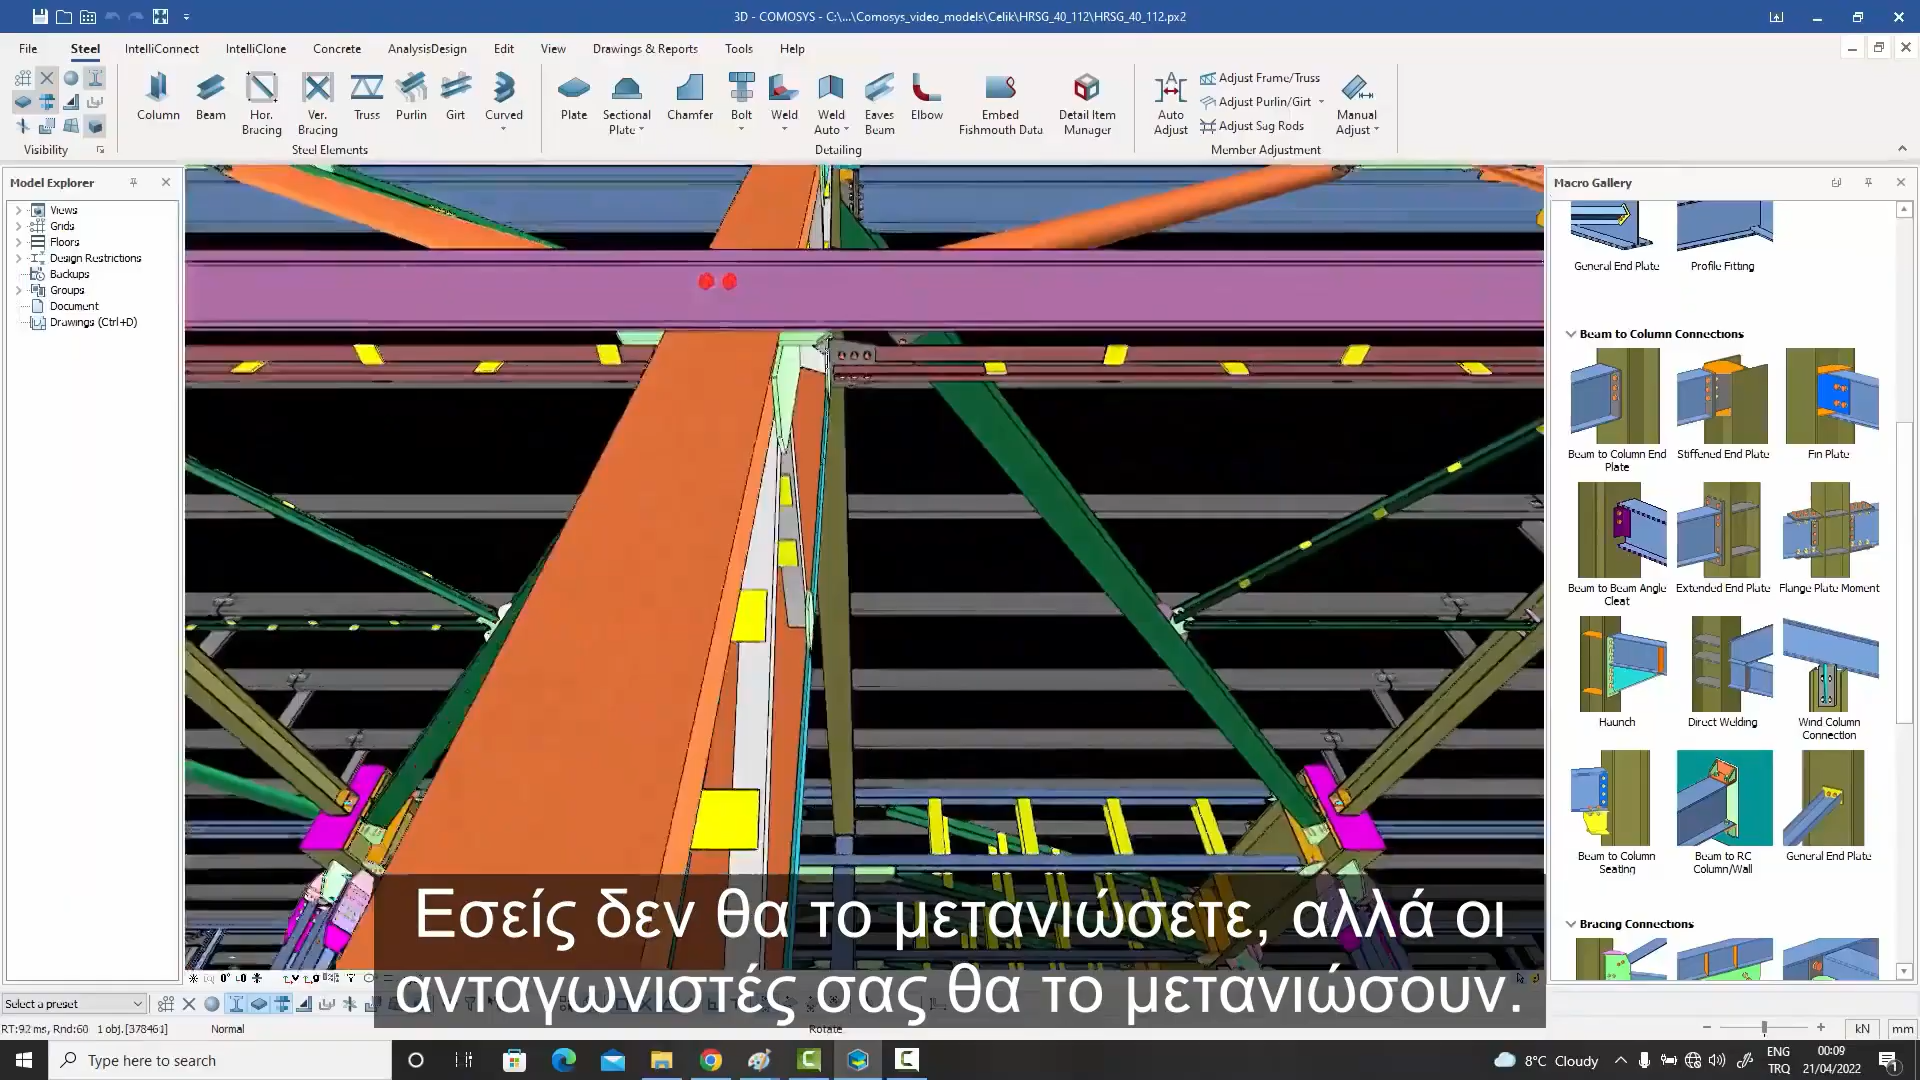 3D - COMOSYS - C:\...\Comosys_video_models\Celik\HRSG_40_112\HRSG_40_112.px2
File Steel IntelliConnect IntelliClone Concrete AnalysisDesign Edit View Drawings & Reports Tools Help
Column Beam Hor. Bracing Ver. Bracing Truss Purlin Girt Curved
Plate Sectional Plate Chamfer Bolt Weld Weld Auto Eaves Beam Elbow Embed Fishmouth Data Detail Item Manager
Auto Adjust
Adjust Frame/Truss
Adjust Purlin/Girt
Adjust Sag Rods
Manual Adjust
Visibility Steel Elements Detailing Member Adjustment
Model Explorer
Views
Grids
Floors
Design Restrictions
Backups
Groups
Document
Drawings (Ctrl+D)
Macro Gallery
General End Plate Profile Fitting
Beam to Column Connections
Beam to Column End Plate Stiffened End Plate Fin Plate
Beam to Beam Angle Cleat Extended End Plate Flange Plate Moment
Haunch Direct Welding Wind Column Connection
Beam to Column Seating Beam to RC Column/Wall General End Plate
Bracing Connections
Εσείς δεν θα το μετανιώσετε, αλλά οι
ανταγωνιστές σας θα το μετανιώσουν.
Select a preset
RT:92 ms, Rnd:60 1 obj.[378461] Normal Rotate kN mm
Type here to search
8°C Cloudy
ENG
TRQ
00:09
21/04/2022
1